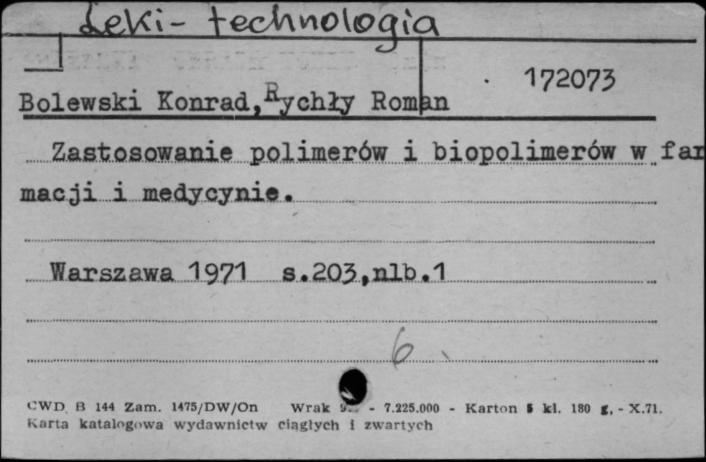 Leki - technologia
172073
Bolewski Konrad, Rychły Roman
Zastosowanie polimerów i biopolimerów w far
macji i medycynie.
Warszawa 1971 s.203,nlb.1
6
CWD B 144 Zam. 1475/DW/On Wrak - 7.225.000 - Karton 5 kl. 180 g, - X.71.
Karta katalogowa wydawnictw ciągłych i zwartych